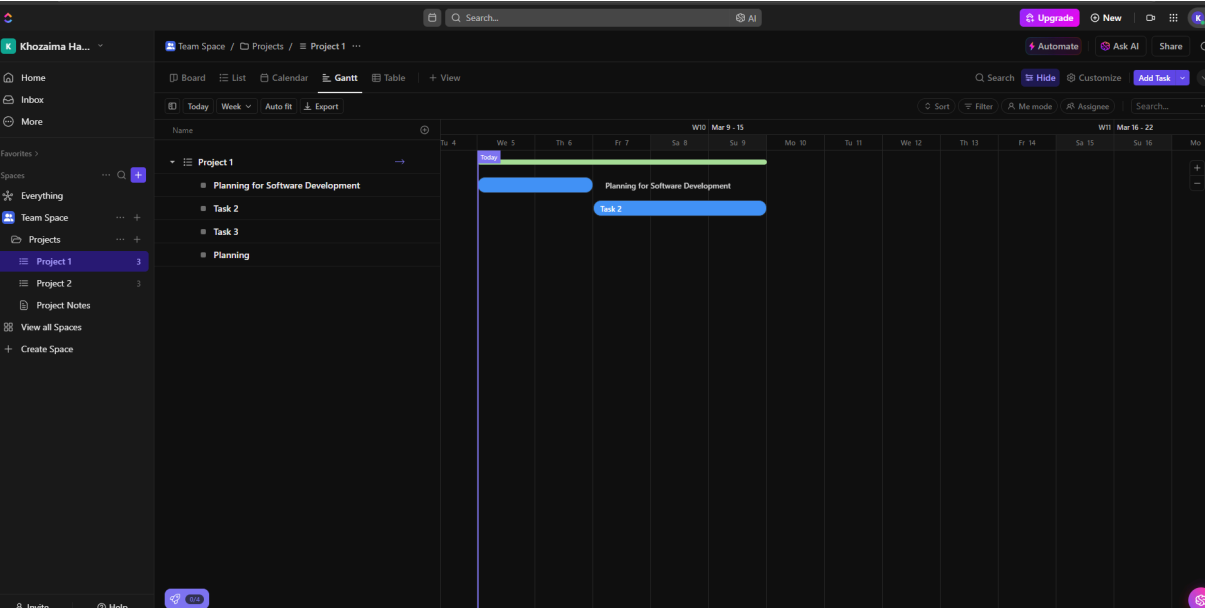 Search...
AI
Upgrade
New
K
K Khozaima Ha...
Team Space / Projects / Project 1 ...
Automate
Ask AI
Share
Home
Inbox
More
Favorites >
Spaces
Everything
Team Space
Projects
Project 1 3
Project 2 3
Project Notes
View all Spaces
Create Space
Invite
Help
Board
List
Calendar
Gantt
Table
+ View
Search
Hide
Customize
Add Task
Today
Week
Auto fit
Export
Sort
Filter
Me mode
Assignee
Search...
Name
W10 Mar 9 - 15
W11 Mar 16 - 22
Tu 4 We 5 Th 6 Fr 7 Sa 8 Su 9 Mo 10 Tu 11 We 12 Th 13 Fr 14 Sa 15 Su 16 Mo
Today
Project 1
Planning for Software Development
Planning for Software Development
Task 2
Task 2
Task 3
Planning
0/4